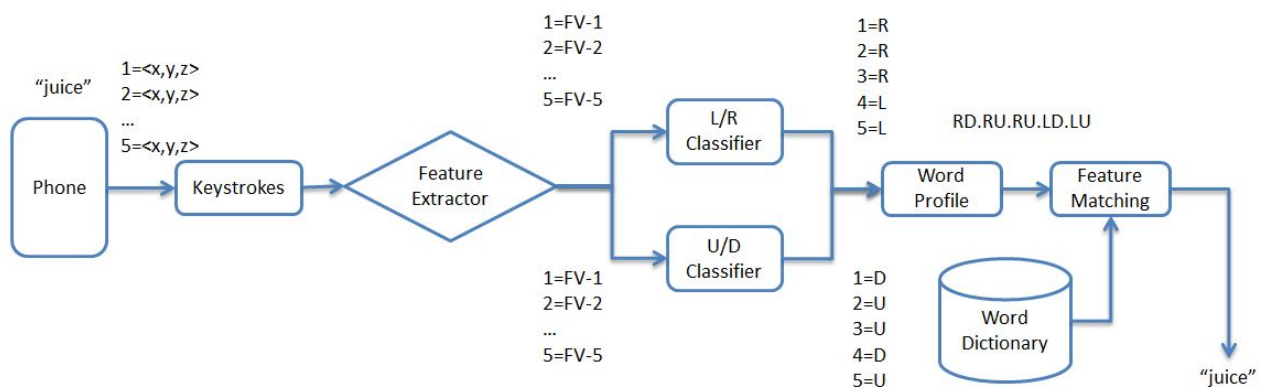 “juice”
1=<x,y,z>
2=<x,y,z>
...
5=<x,y,z>
Phone
Keystrokes
Feature
Extractor
1=FV-1
2=FV-2
...
5=FV-5
1=FV-1
2=FV-2
...
5=FV-5
L/R
Classifier
U/D
Classifier
1=R
2=R
3=R
4=L
5=L
1=D
2=U
3=U
4=D
5=U
RD.RU.RU.LD.LU
Word
Profile
Feature
Matching
Word
Dictionary
“juice”